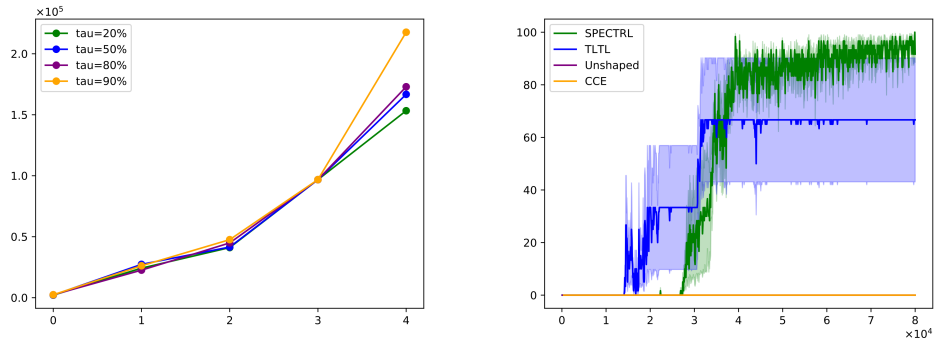 ×10⁵
tau=20%
tau=50%
tau=80%
tau=90%
2.0
1.5
1.0
0.5
0.0
0 1 2 3 4
100
80
60
40
20
0
SPECTRL
TLTL
Unshaped
CCE
0 1 2 3 4 5 6 7 8
×10⁴